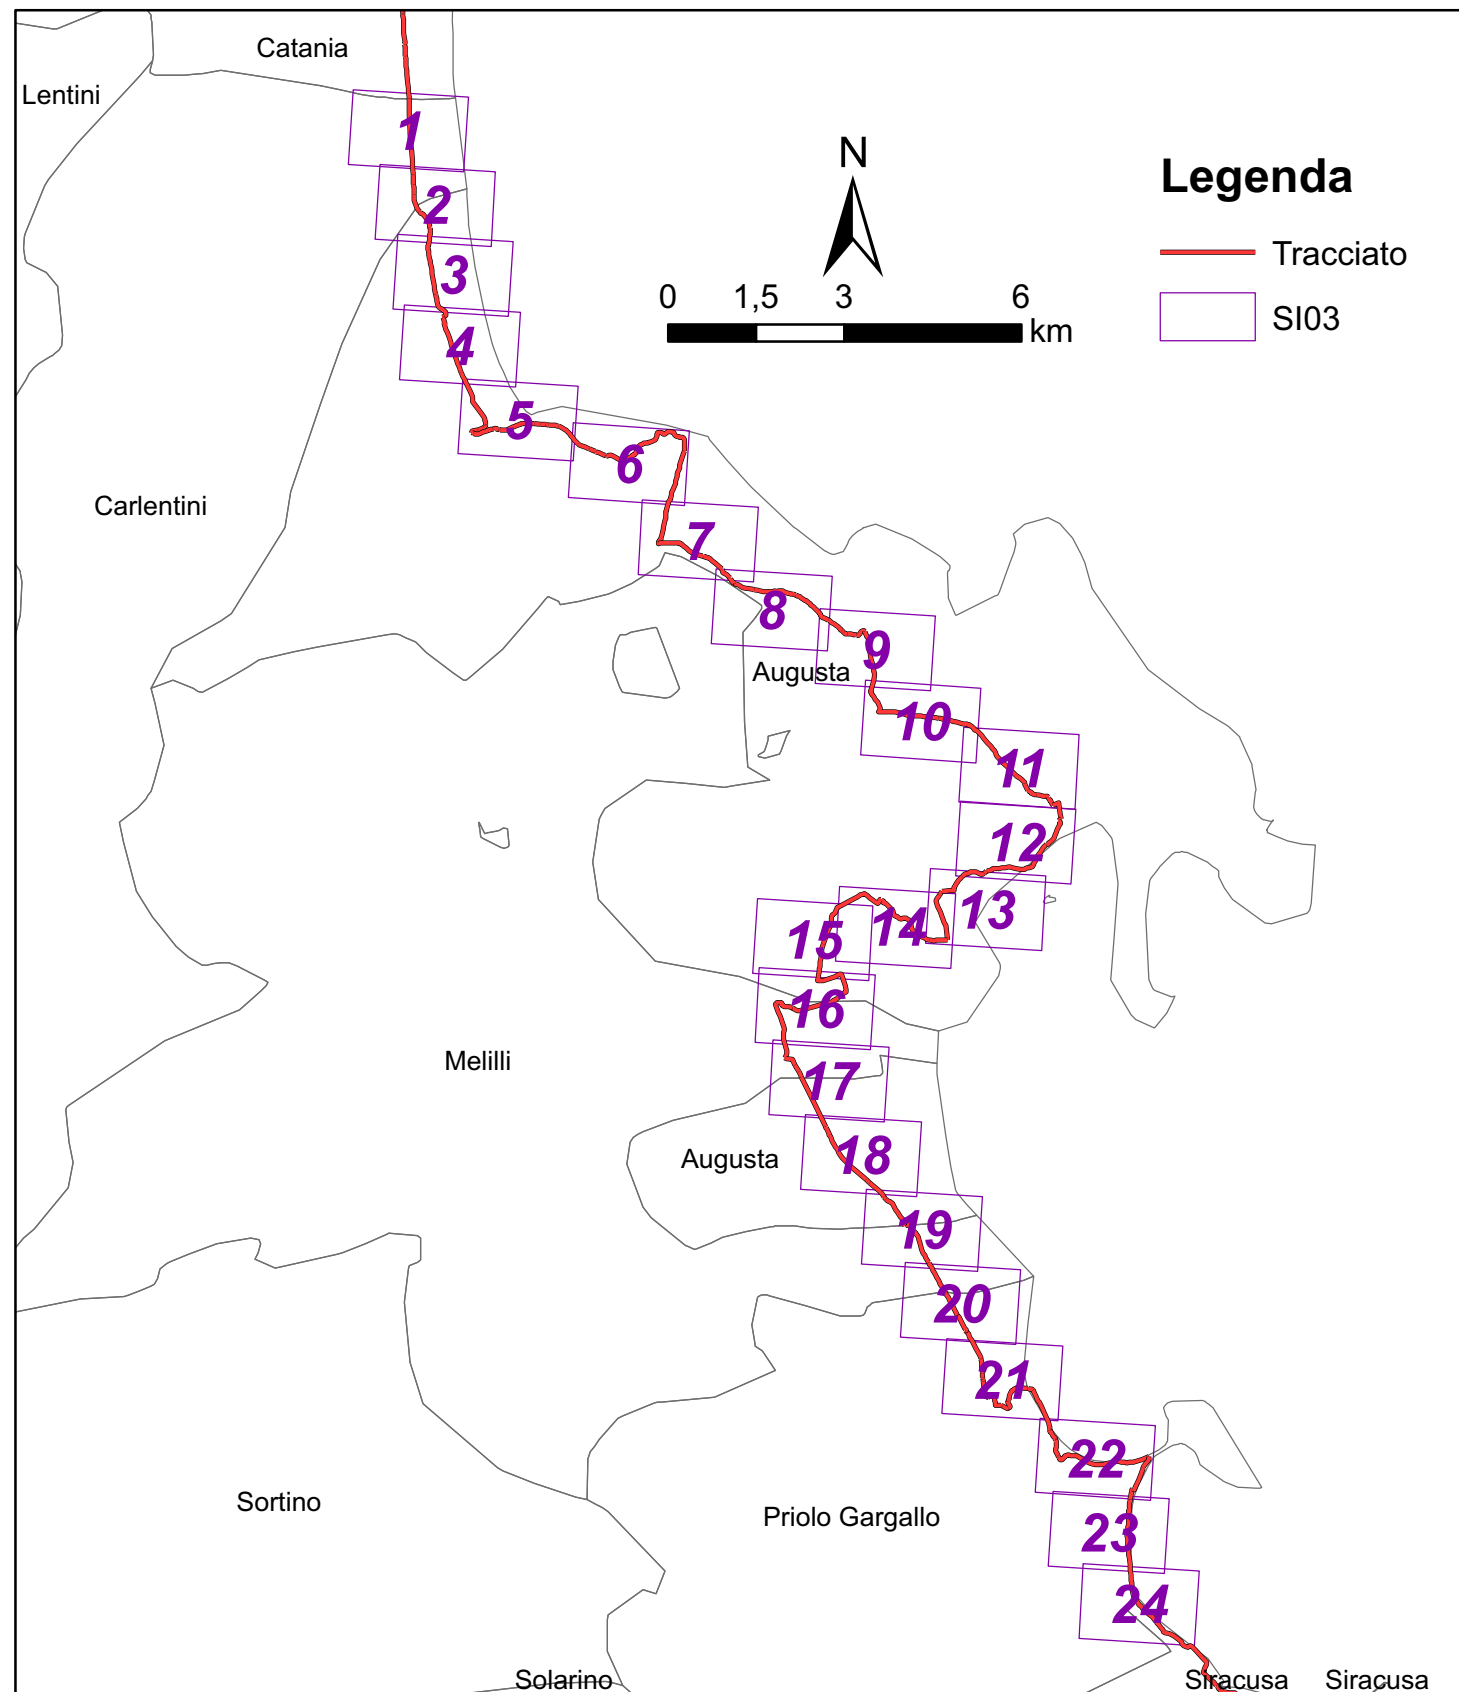 Catania
Lentini
1
N
Legenda
2
Tracciato
3
0 1,5 3 6
SI03
km
4
5
6
Carlentini
7
8
9
Augusta
10
11
12
13
14
15
16
Melilli
17
18
Augusta
19
20
21
22
Sortino
Priolo Gargallo
23
24
Solarino
Siracusa
Siracusa